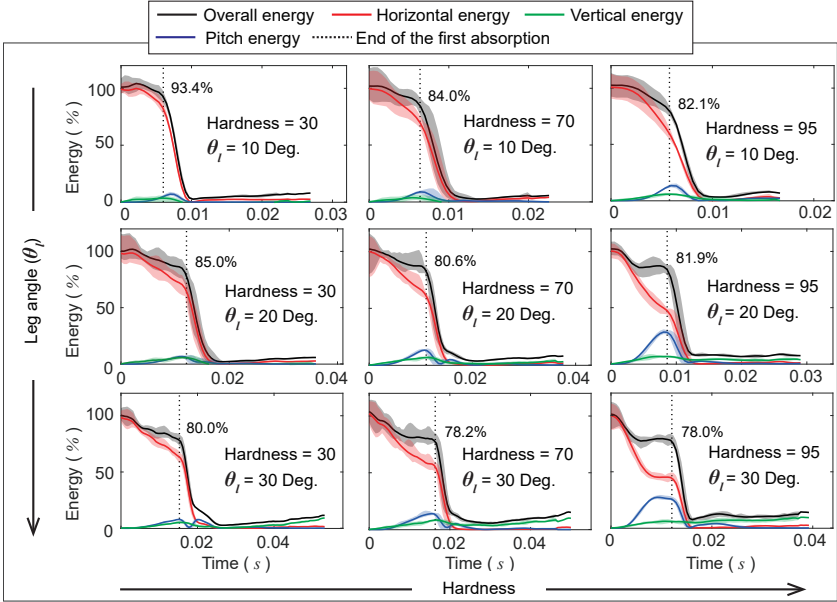 Overall energy Horizontal energy Vertical energy
Pitch energy End of the first absorption
Leg angle (θl)
Energy ( % )
100
50
0
93.4%
Hardness = 30
θl = 10 Deg.
0 0.01 0.02 0.03
84.0%
Hardness = 70
θl = 10 Deg.
0 0.01 0.02
82.1%
Hardness = 95
θl = 10 Deg.
0 0.01 0.02
Energy ( % )
100
50
0
85.0%
Hardness = 30
θl = 20 Deg.
0 0.02 0.04
80.6%
Hardness = 70
θl = 20 Deg.
0 0.02 0.04
81.9%
Hardness = 95
θl = 20 Deg.
0 0.01 0.02 0.03
Energy ( % )
100
50
0
80.0%
Hardness = 30
θl = 30 Deg.
0.02 0.04
Time ( s )
78.2%
Hardness = 70
θl = 30 Deg.
0 0.02 0.04
Time ( s )
78.0%
Hardness = 95
θl = 30 Deg.
0 0.02 0.04
Time ( s )
Hardness